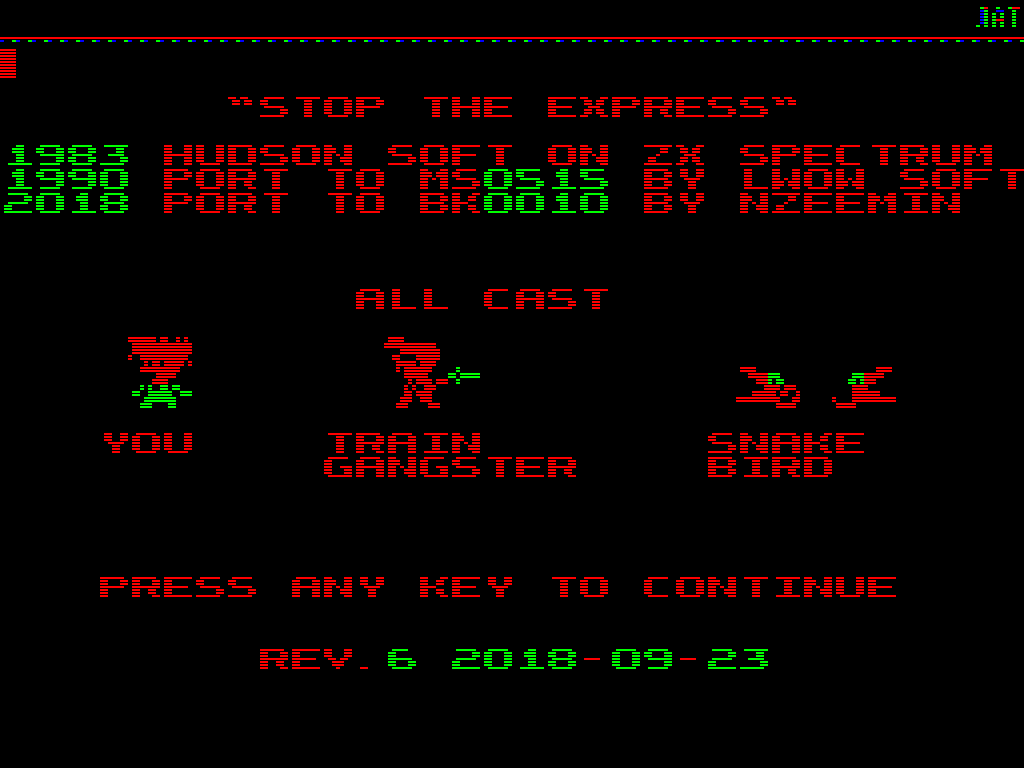 ЛАТ
"STOP THE EXPRESS"
1983 HUDSON SOFT ON ZX SPECTRUM
1990 PORT TO MS0515 BY LWOW SOFT
2018 PORT TO BK0010 BY NZEEMIN
ALL CAST
YOU TRAIN SNAKE
GANGSTER BIRD
PRESS ANY KEY TO CONTINUE
REV.6 2018-09-23